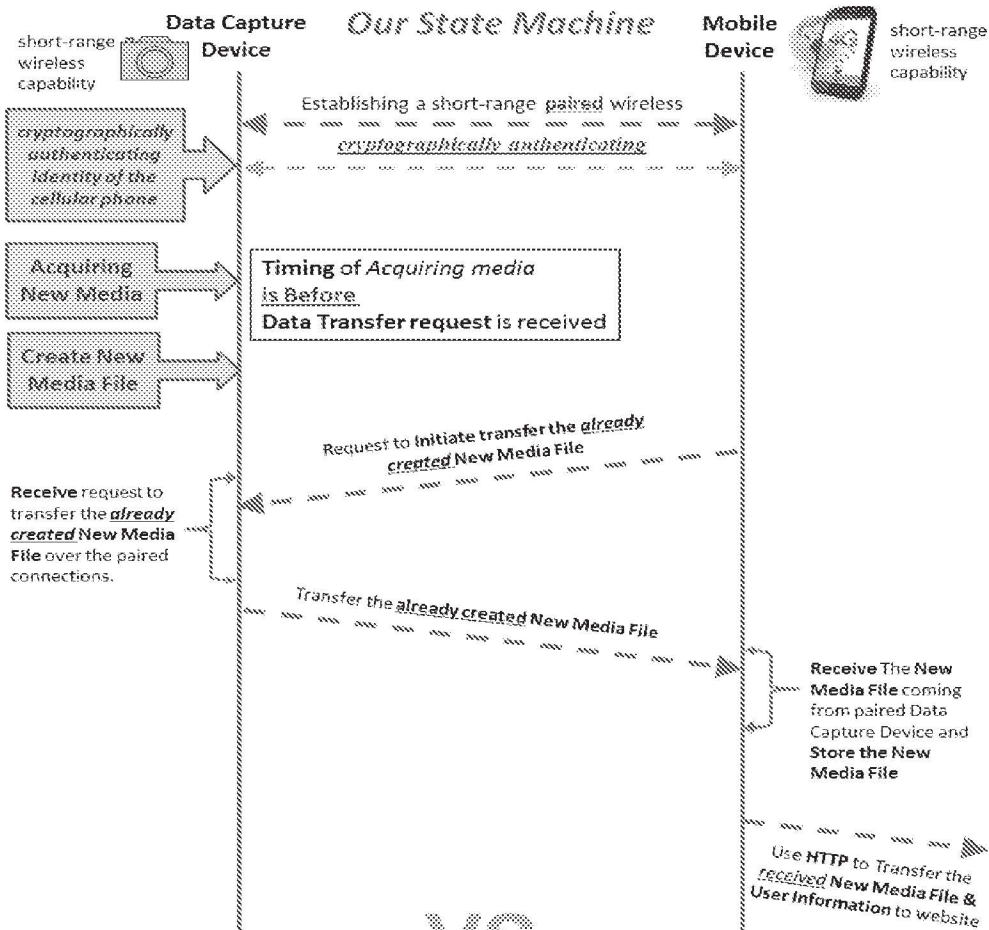 Our State Machine
Data Capture
Device
Mobile
Device
short-range
wireless
capability
short-range
wireless
capability
Establishing a short-range paired wireless
cryptographically authenticating
cryptographically
authenticating
identity of the
cellular phone
Acquiring
New Media
Timing of Acquiring media
is Before
Data Transfer request is received
Create New
Media File
Request to Initiate transfer the already
created New Media File
Receive request to
transfer the already
created New Media
File over the paired
connections.
Transfer the already created New Media File
Receive The New
Media File coming
from paired Data
Capture Device and
Store the New
Media File
Use HTTP to Transfer the
received New Media File &
User Information to website